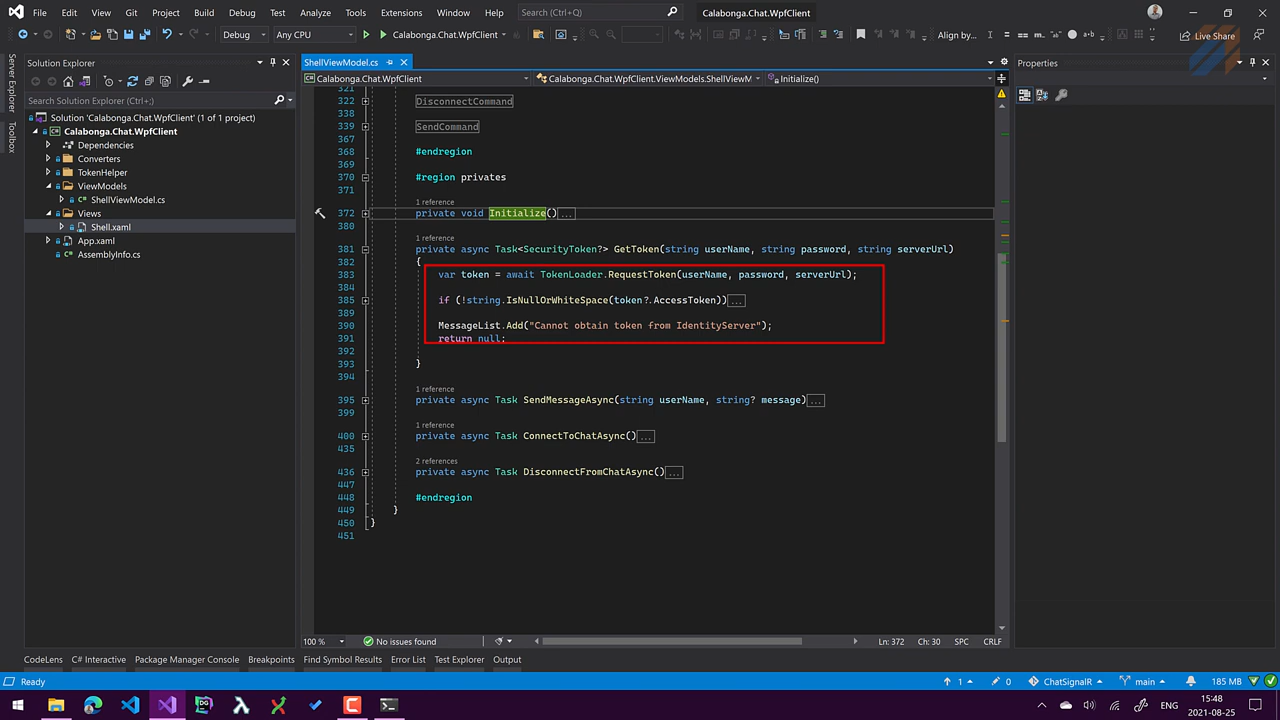 File Edit View Git Project Build Debug Test Analyze Tools Extensions Window Help Search (Ctrl+Q) Calabonga.Chat.WpfClient
Debug Any CPU Calabonga.Chat.WpfClient Align by... Live Share
Server Explorer
Toolbox
Solution Explorer
Search Solution Explorer (Ctrl+;)
Solution 'Calabonga.Chat.WpfClient' (1 of 1 project)
Calabonga.Chat.WpfClient
Dependencies
Converters
TokenHelper
ViewModels
ShellViewModel.cs
Views
Shell.xaml
App.xaml
AssemblyInfo.cs
ShellViewModel.cs
Calabonga.Chat.WpfClient Calabonga.Chat.WpfClient.ViewModels.ShellViewM Initialize()
321
322 DisconnectCommand
338
339 SendCommand
367
368 #endregion
369
370 #region privates
371
1 reference
372 private void Initialize()...
380
1 reference
381 private async Task<SecurityToken?> GetToken(string userName, string password, string serverUrl)
382 {
383 var token = await TokenLoader.RequestToken(userName, password, serverUrl);
384
385 if (!string.IsNullOrWhiteSpace(token?.AccessToken))...
389
390 MessageList.Add("Cannot obtain token from IdentityServer");
391 return null;
392
393 }
394
1 reference
395 private async Task SendMessageAsync(string userName, string? message)...
399
1 reference
400 private async Task ConnectToChatAsync()...
435
2 references
436 private async Task DisconnectFromChatAsync()...
447
448 #endregion
449 }
450 }
451
100 % No issues found Ln: 372 Ch: 30 SPC CRLF
Properties
CodeLens C# Interactive Package Manager Console Breakpoints Find Symbol Results Error List Test Explorer Output
Ready 1 0 ChatSignalR main 185 MB
ENG 15:48
2021-08-25